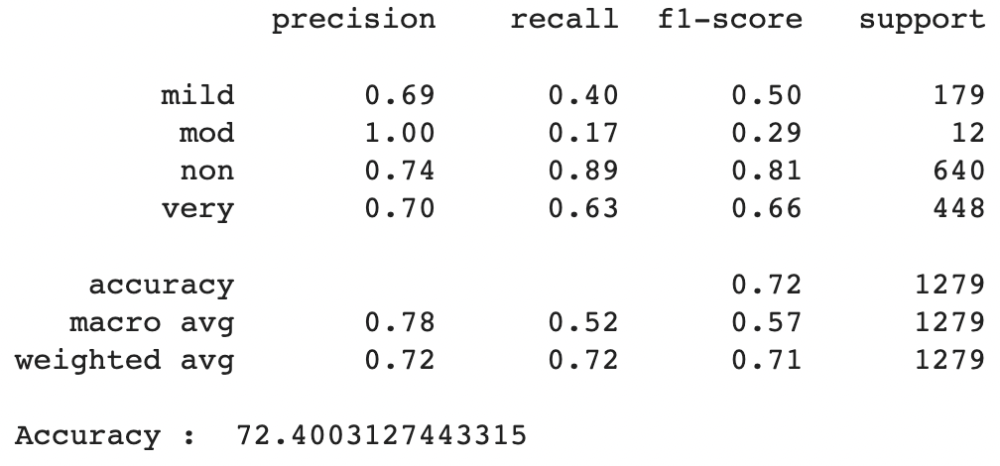 precision recall f1-score support
mild 0.69 0.40 0.50 179
mod 1.00 0.17 0.29 12
non 0.74 0.89 0.81 640
very 0.70 0.63 0.66 448
accuracy 0.72 1279
macro avg 0.78 0.52 0.57 1279
weighted avg 0.72 0.72 0.71 1279
Accuracy : 72.4003127443315